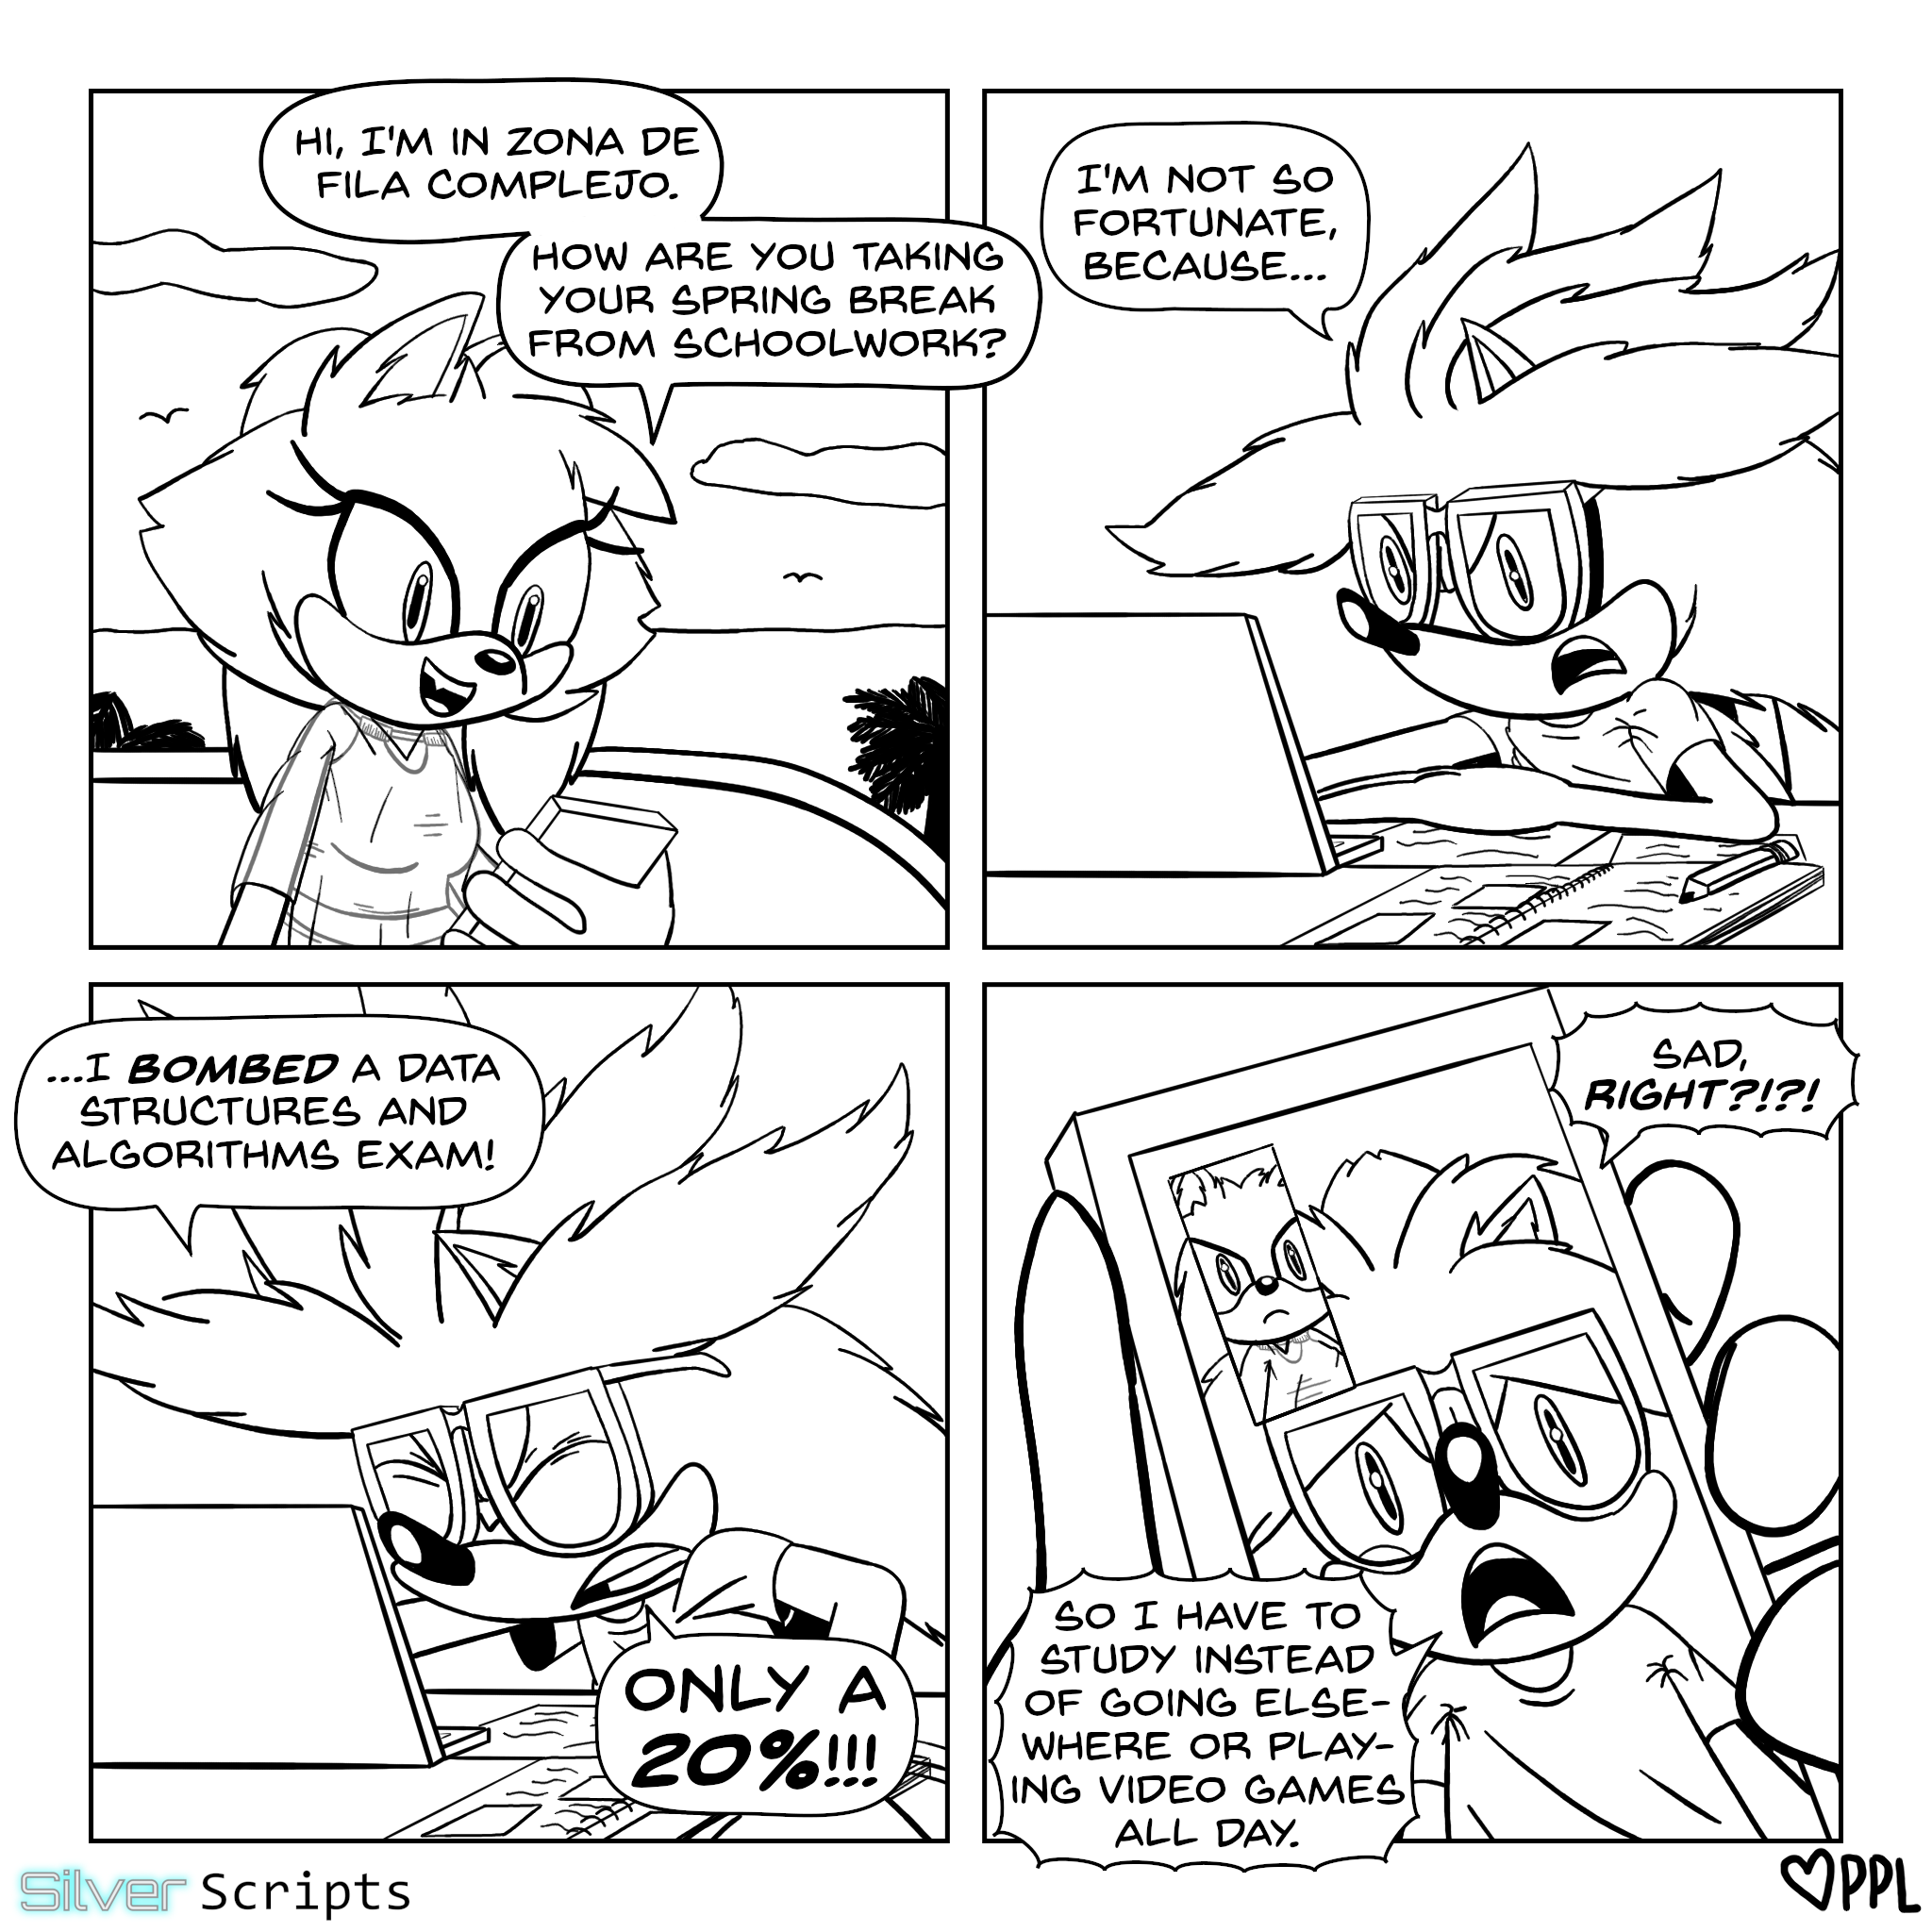 HI, I'M IN ZONA DE
FILA COMPLEJO.
HOW ARE YOU TAKING
YOUR SPRING BREAK
FROM SCHOOLWORK?
I'M NOT SO
FORTUNATE,
BECAUSE...
...I BOMBED A DATA
STRUCTURES AND
ALGORITHMS EXAM!
ONLY A
20%!!!
SAD,
RIGHT?!?!
SO I HAVE TO
STUDY INSTEAD
OF GOING ELSE-
WHERE OR PLAY-
ING VIDEO GAMES
ALL DAY.
Silver Scripts
PPL